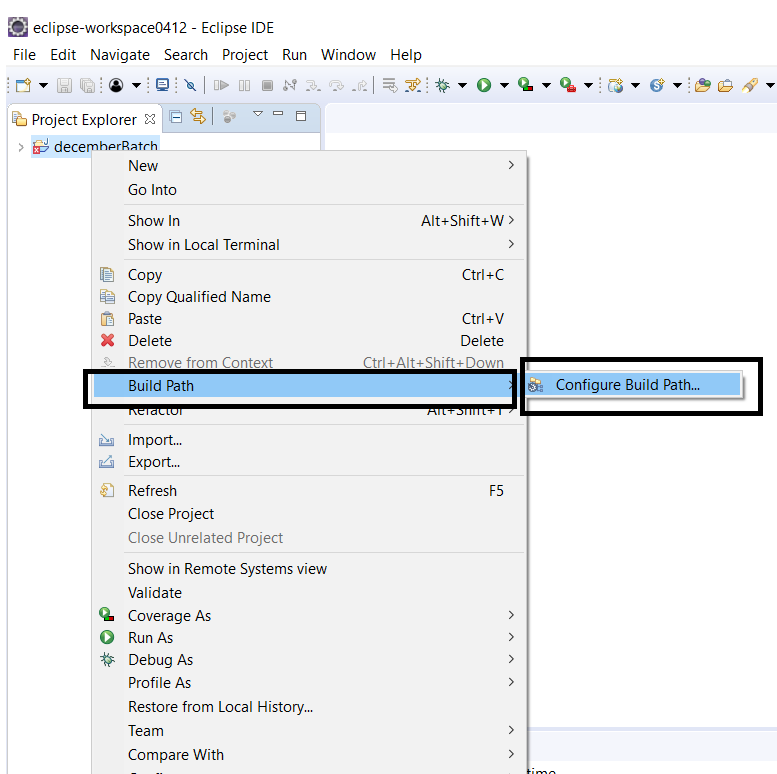 eclipse-workspace0412 - Eclipse IDE
File Edit Navigate Search Project Run Window Help
Project Explorer
decemberBatch
New
Go Into
Show In Alt+Shift+W
Show in Local Terminal
Copy Ctrl+C
Copy Qualified Name
Paste Ctrl+V
Delete Delete
Remove from Context Ctrl+Alt+Shift+Down
Build Path
Configure Build Path...
Refactor Alt+Shift+T
Import...
Export...
Refresh F5
Close Project
Close Unrelated Project
Show in Remote Systems view
Validate
Coverage As
Run As
Debug As
Profile As
Restore from Local History...
Team
Compare With
time